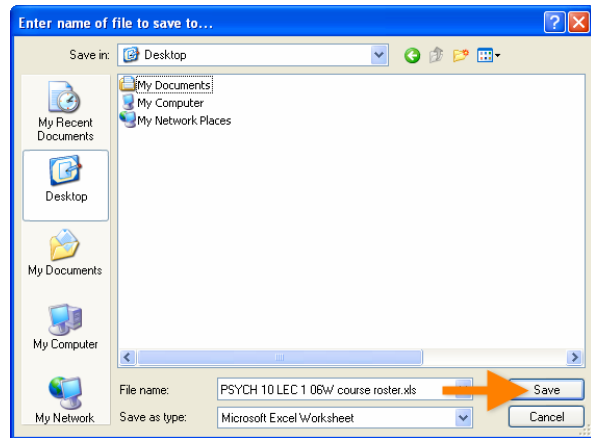 Enter name of file to save to...
Save in:
Desktop
My Recent
Documents
Desktop
My Documents
My Computer
My Network
My Documents
My Computer
My Network Places
File name:
PSYCH 10 LEC 1 06W course roster.xls
Save
Save as type:
Microsoft Excel Worksheet
Cancel